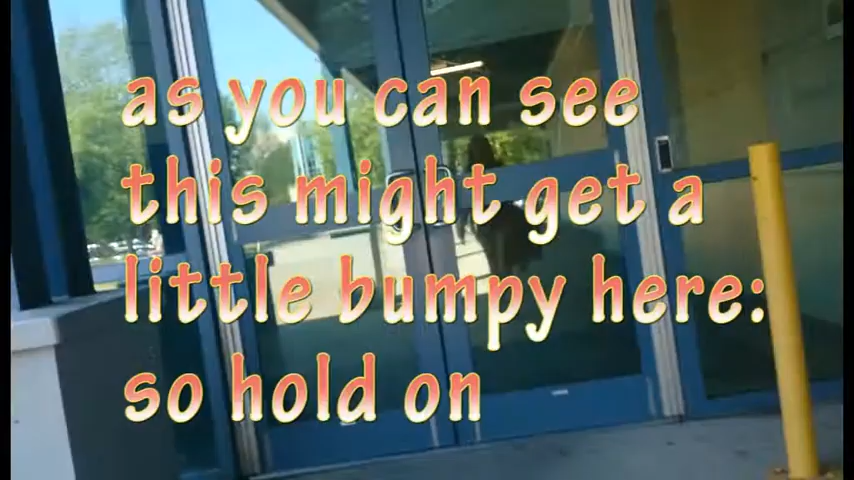 as you can see
this might get a
little bumpy here:
so hold on